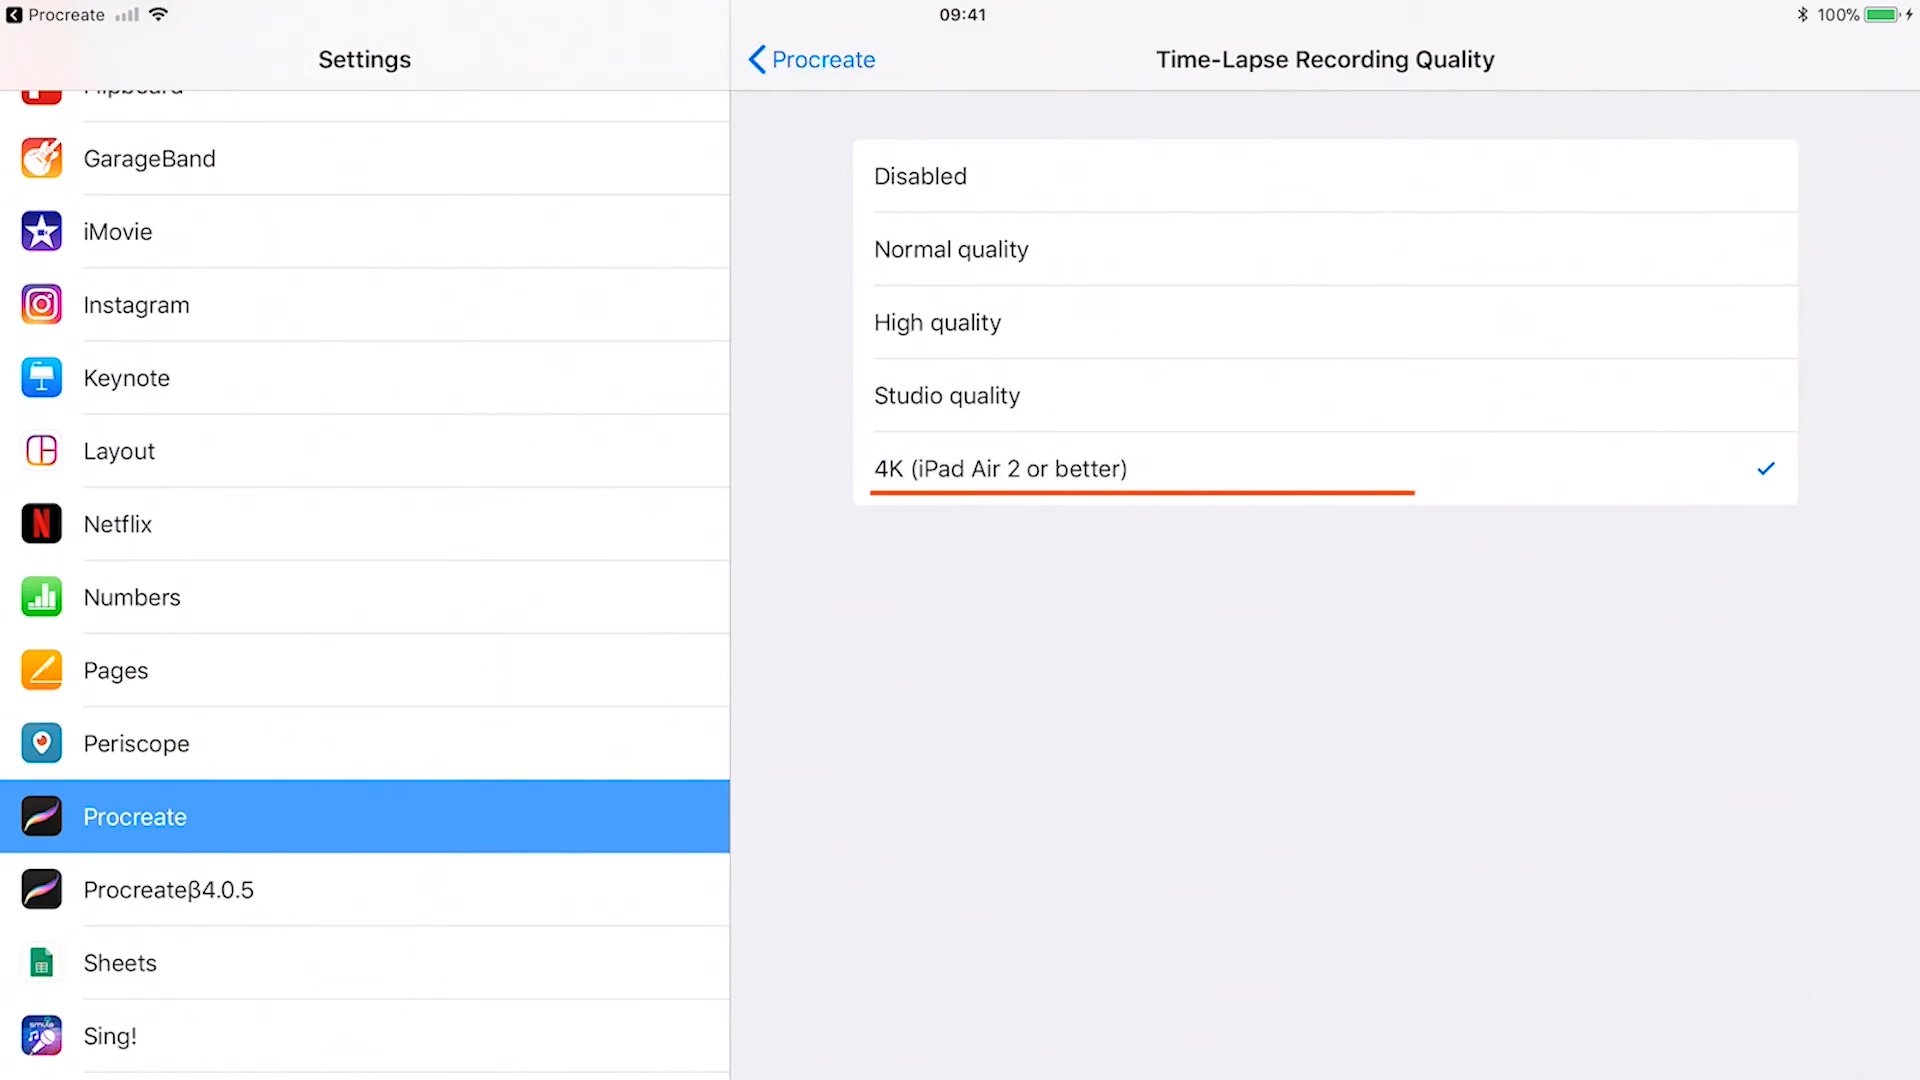 Procreate
09:41
100%
Settings
Procreate
Time-Lapse Recording Quality
Flipboard
GarageBand
iMovie
Instagram
Keynote
Layout
Netflix
Numbers
Pages
Periscope
Procreate
Procreateβ4.0.5
Sheets
Sing!
Disabled
Normal quality
High quality
Studio quality
4K (iPad Air 2 or better)